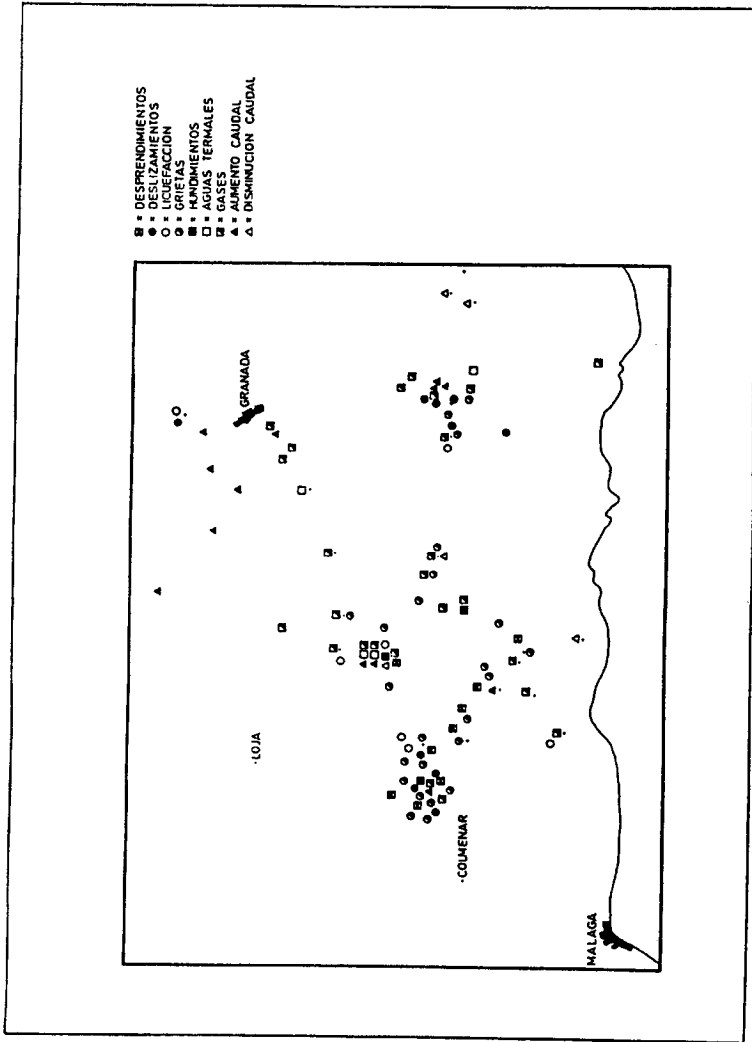 = DESPRENDIMIENTOS
= DESLIZAMIENTOS
= LICUEFACCION
= GRIETAS
= HUNDIMIENTOS
= AGUAS TERMALES
= GASES
= AUMENTO CAUDAL
= DISMINUCION CAUDAL
GRANADA
LOJA
COLMENAR
MALAGA